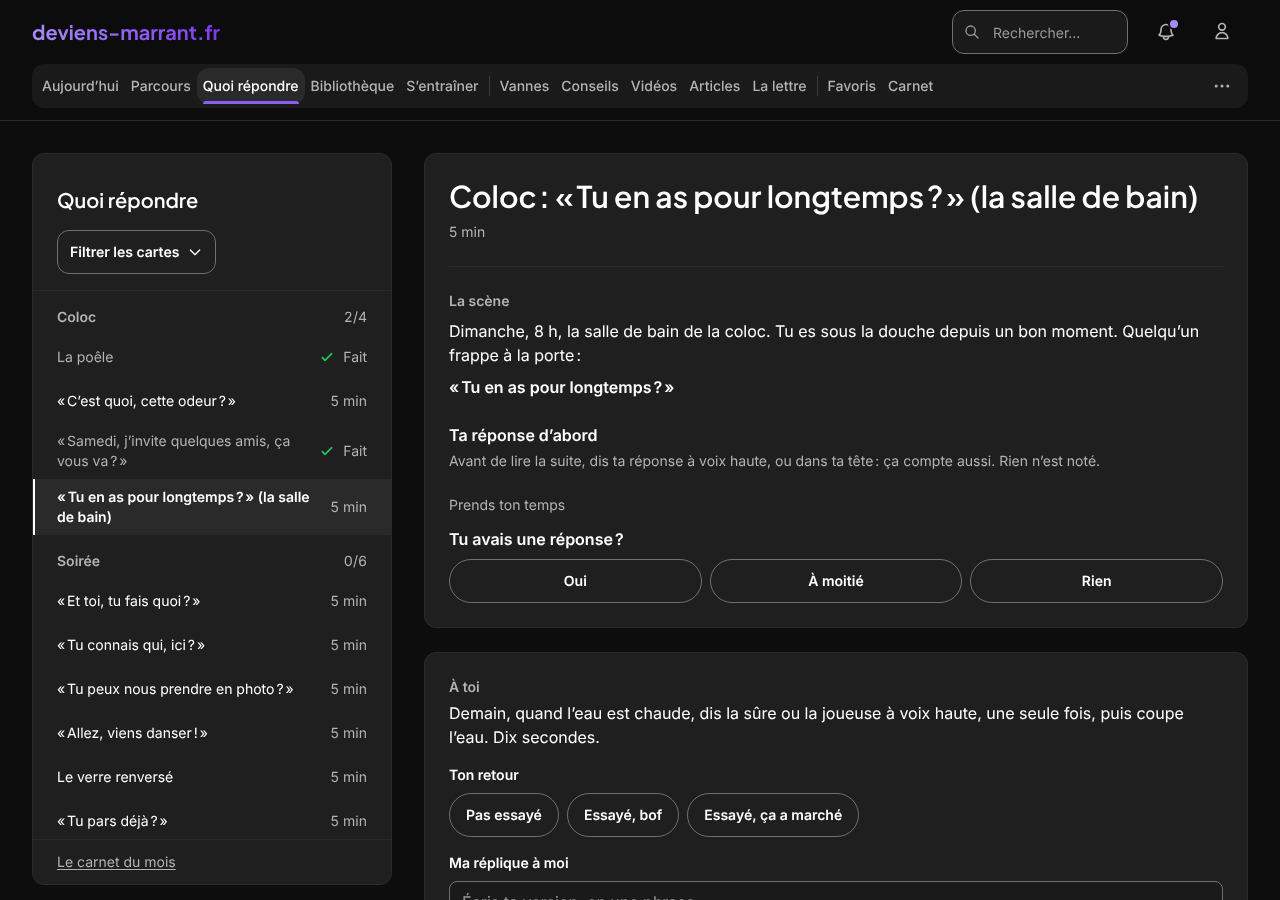 deviens-marrant.fr
Rechercher...
Aujourd’hui Parcours Quoi répondre Bibliothèque S’entraîner Vannes Conseils Vidéos Articles La lettre Favoris Carnet
Quoi répondre
Filtrer les cartes
Coloc 2/4
La poêle Fait
« C’est quoi, cette odeur ? » 5 min
« Samedi, j’invite quelques amis, ça
vous va ? » Fait
« Tu en as pour longtemps ? » (la salle
de bain) 5 min
Soirée 0/6
« Et toi, tu fais quoi ? » 5 min
« Tu connais qui, ici ? » 5 min
« Tu peux nous prendre en photo ? » 5 min
« Allez, viens danser ! » 5 min
Le verre renversé 5 min
« Tu pars déjà ? » 5 min
Le carnet du mois
Coloc : « Tu en as pour longtemps ? » (la salle de bain)
5 min
La scène
Dimanche, 8 h, la salle de bain de la coloc. Tu es sous la douche depuis un bon moment. Quelqu’un
frappe à la porte :
« Tu en as pour longtemps ? »
Ta réponse d’abord
Avant de lire la suite, dis ta réponse à voix haute, ou dans ta tête : ça compte aussi. Rien n’est noté.
Prends ton temps
Tu avais une réponse ?
Oui À moitié Rien
À toi
Demain, quand l’eau est chaude, dis la sûre ou la joueuse à voix haute, une seule fois, puis coupe
l’eau. Dix secondes.
Ton retour
Pas essayé Essayé, bof Essayé, ça a marché
Ma réplique à moi